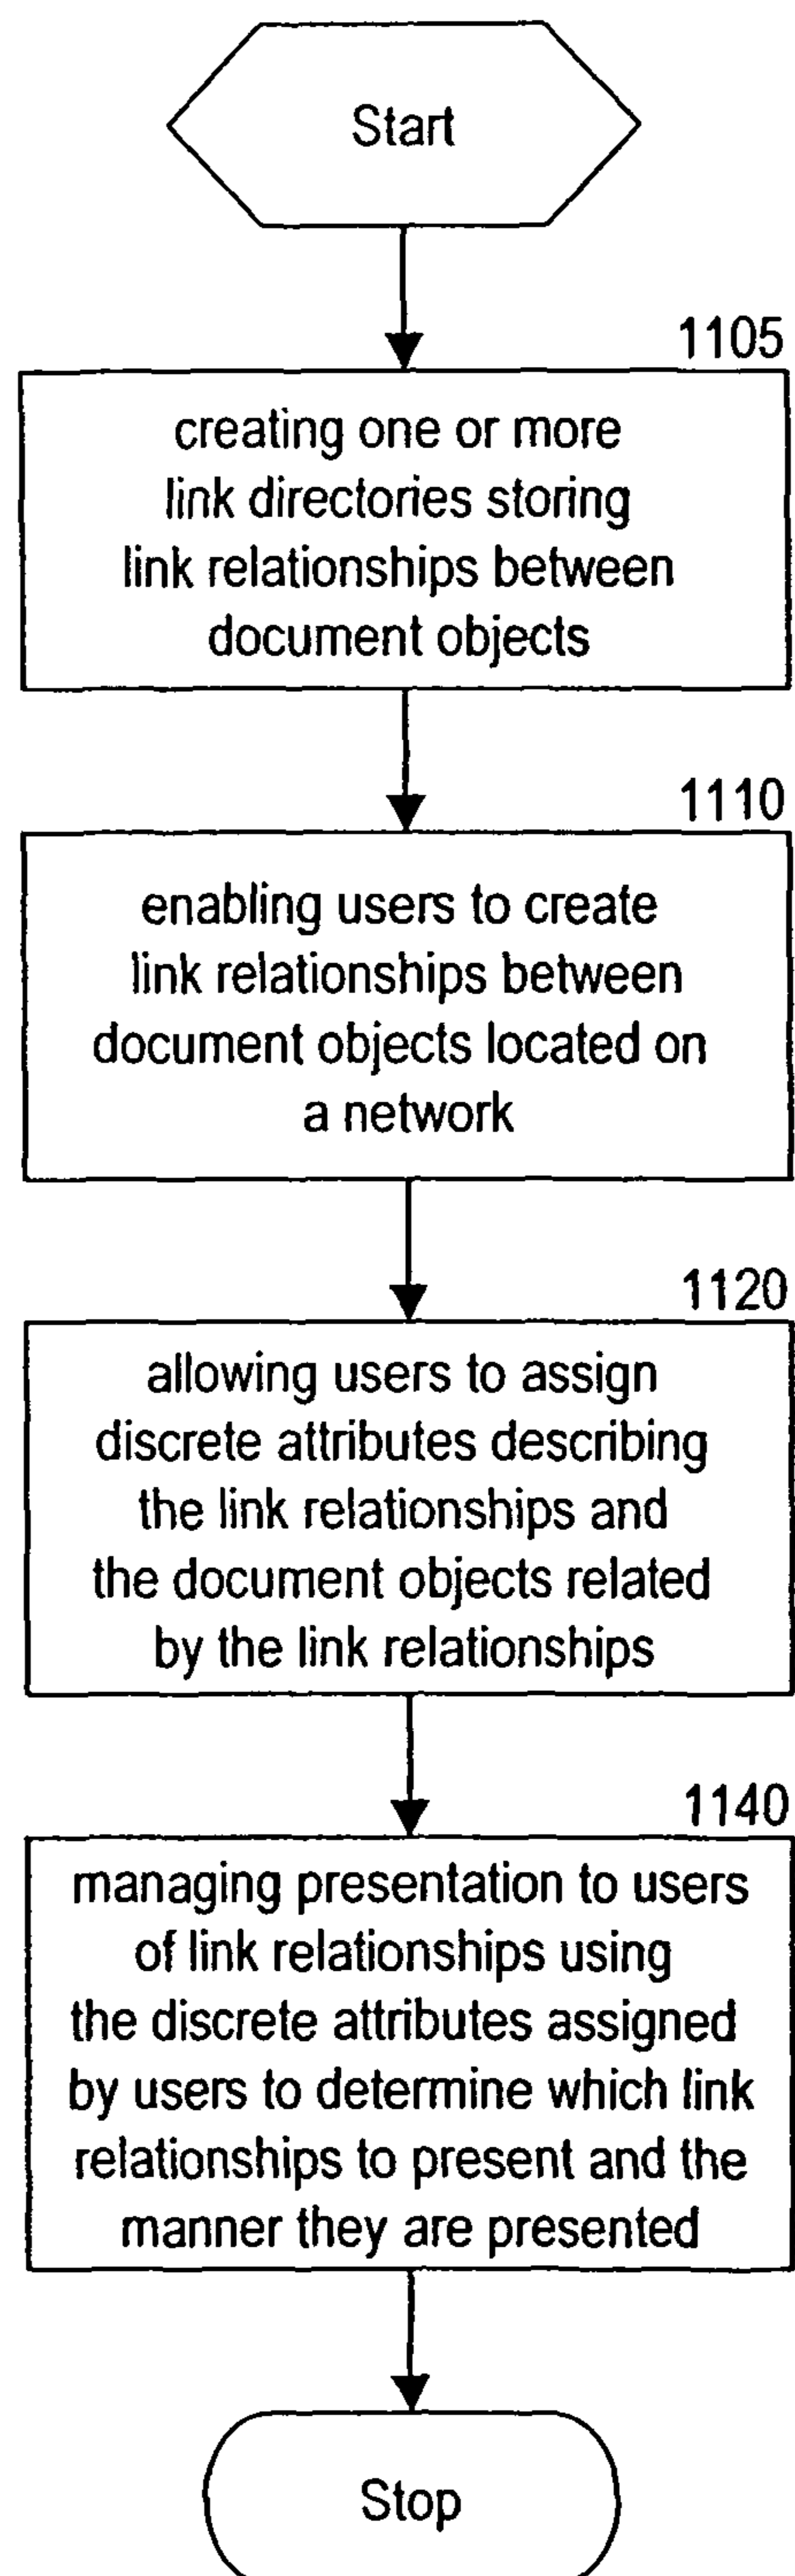 Start
1105
creating one or more
link directories storing
link relationships between
document objects
1110
enabling users to create
link relationships between
document objects located on
a network
1120
allowing users to assign
discrete attributes describing
the link relationships and
the document objects related
by the link relationships
1140
managing presentation to users
of link relationships using
the discrete attributes assigned
by users to determine which link
relationships to present and the
manner they are presented
Stop